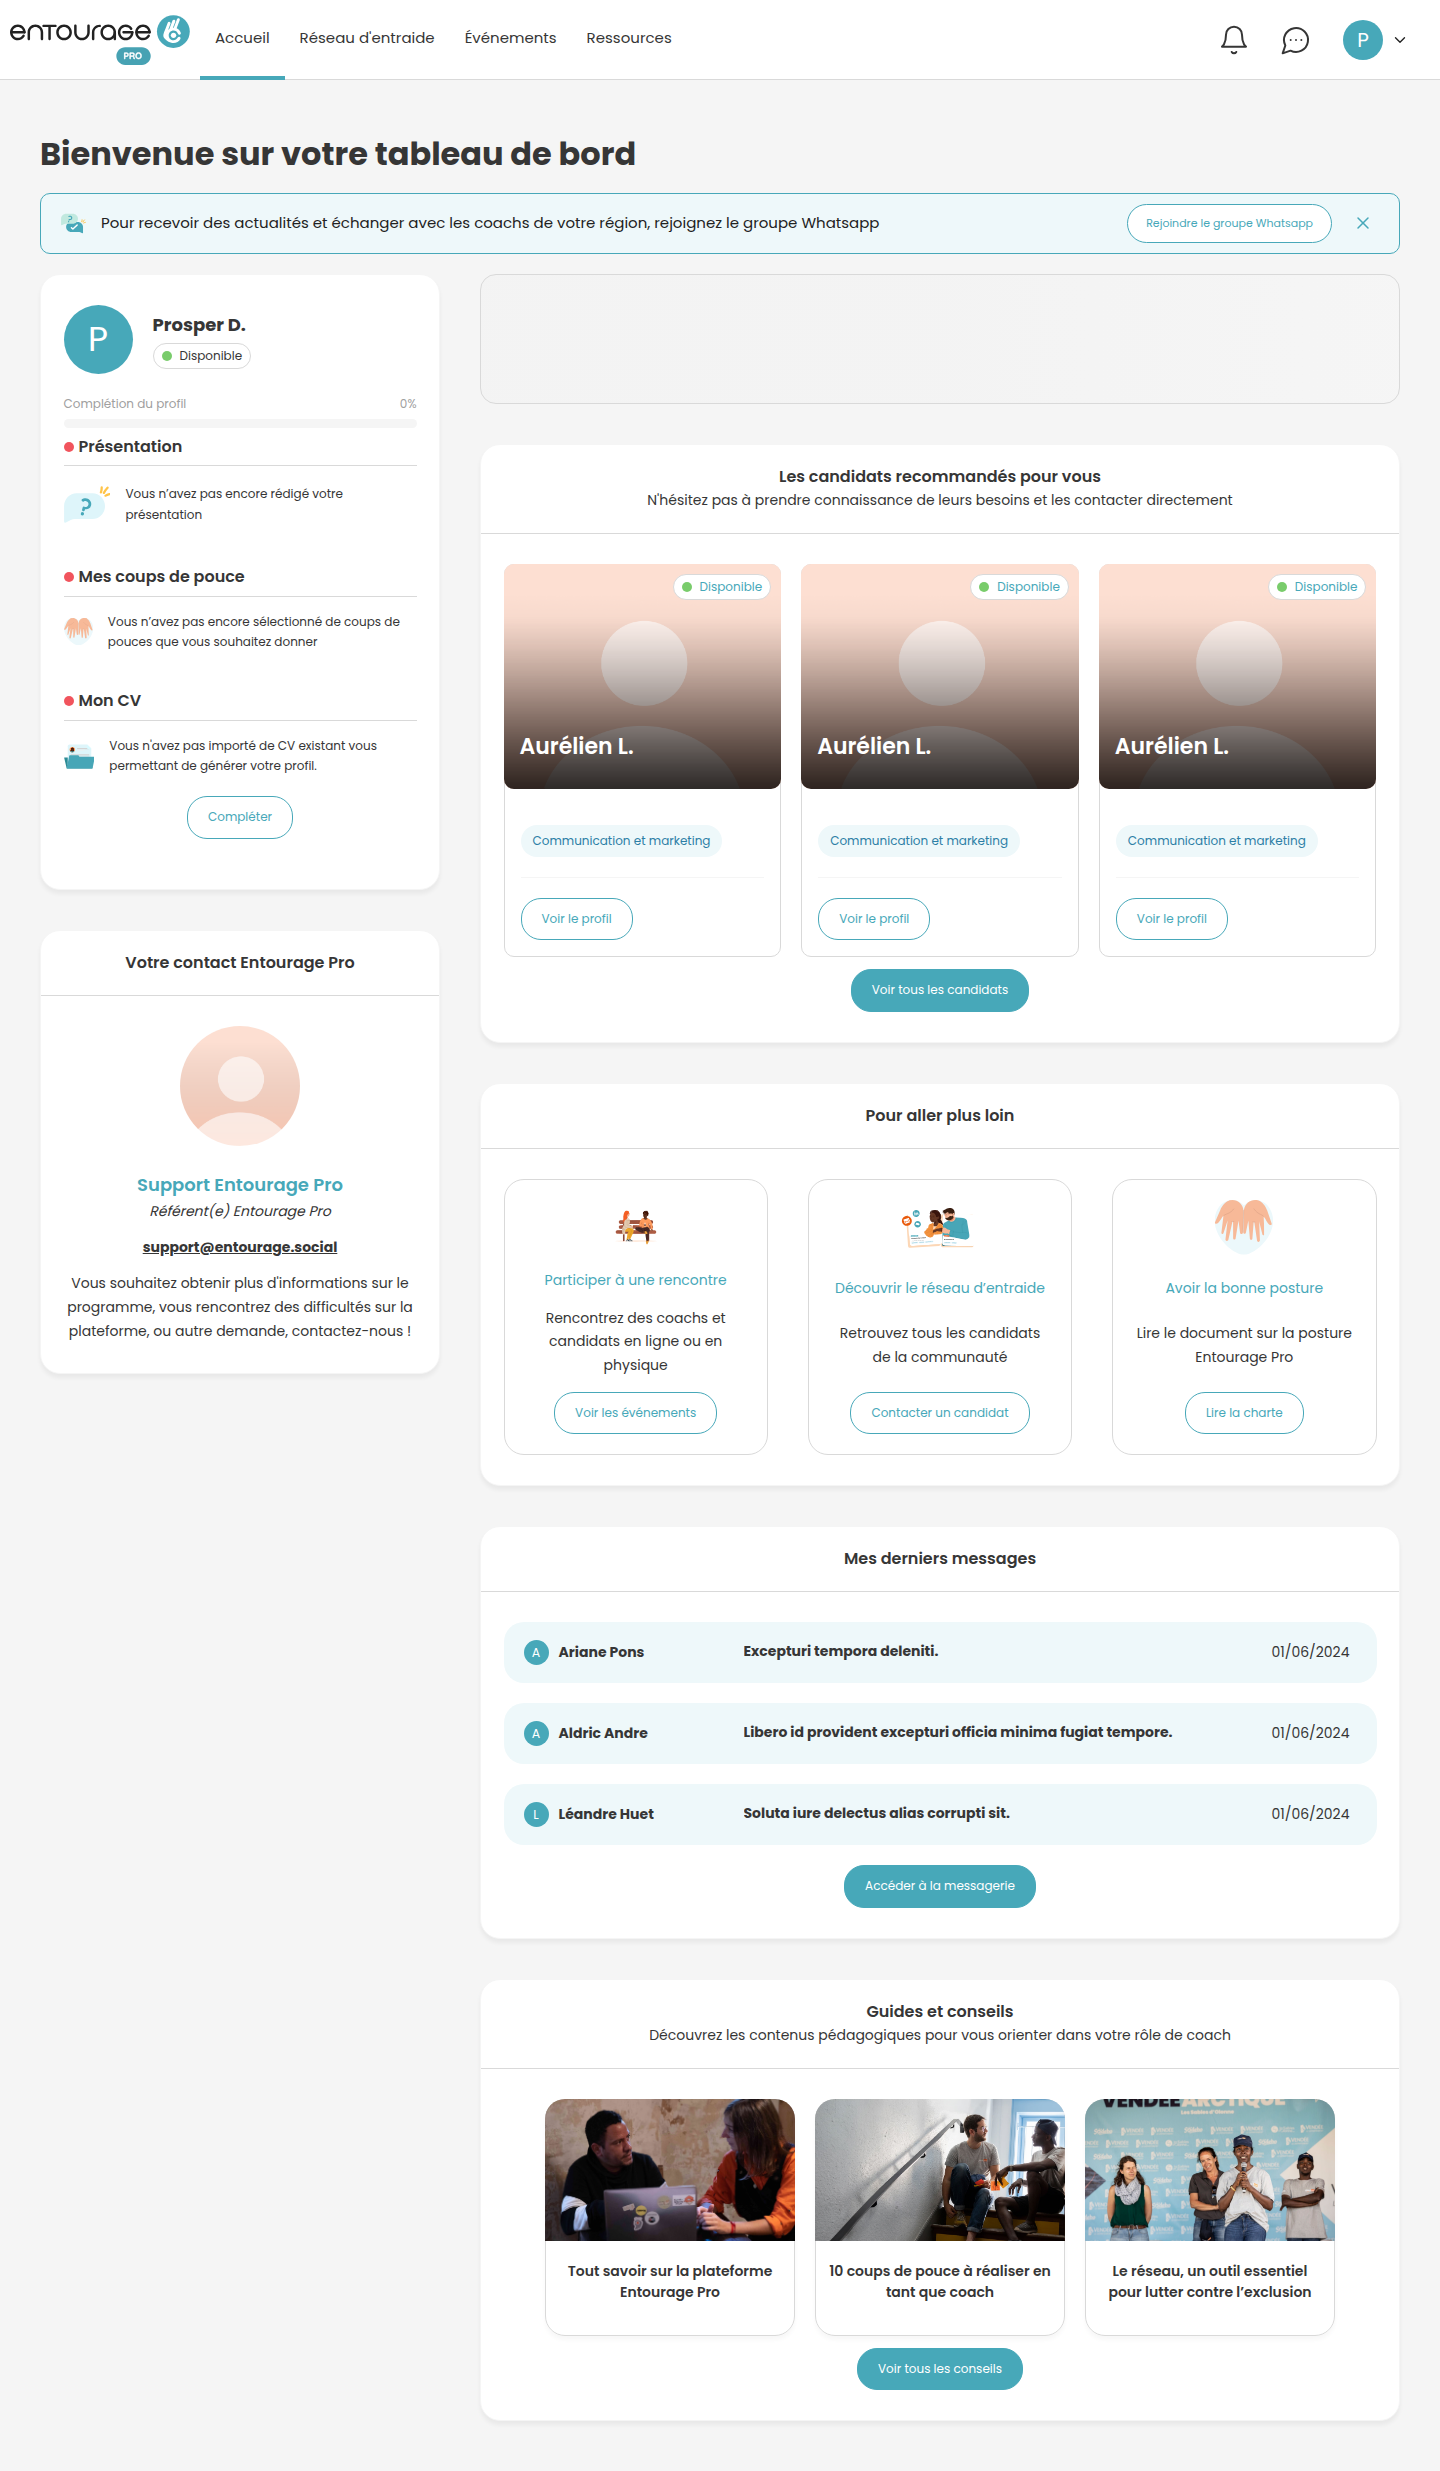 entourage
PRO
Accueil
Réseau d'entraide
Événements
Ressources
P
Bienvenue sur votre tableau de bord
Pour recevoir des actualités et échanger avec les coachs de votre région, rejoignez le groupe Whatsapp
Rejoindre le groupe Whatsapp
P
Prosper D.
Disponible
Complétion du profil
0%
Présentation
?
Vous n’avez pas encore rédigé votre
présentation
Mes coups de pouce
Vous n’avez pas encore sélectionné de coups de
pouces que vous souhaitez donner
Mon CV
Vous n'avez pas importé de CV existant vous
permettant de générer votre profil.
Compléter
Votre contact Entourage Pro
Support Entourage Pro
Référent(e) Entourage Pro
support@entourage.social
Vous souhaitez obtenir plus d'informations sur le
programme, vous rencontrez des difficultés sur la
plateforme, ou autre demande, contactez-nous !
Les candidats recommandés pour vous
N'hésitez pas à prendre connaissance de leurs besoins et les contacter directement
Disponible
Aurélien L.
Communication et marketing
Voir le profil
Disponible
Aurélien L.
Communication et marketing
Voir le profil
Disponible
Aurélien L.
Communication et marketing
Voir le profil
Voir tous les candidats
Pour aller plus loin
Participer à une rencontre
Rencontrez des coachs et
candidats en ligne ou en
physique
Voir les événements
Découvrir le réseau d’entraide
Retrouvez tous les candidats
de la communauté
Contacter un candidat
Avoir la bonne posture
Lire le document sur la posture
Entourage Pro
Lire la charte
Mes derniers messages
A
Ariane Pons
Excepturi tempora deleniti.
01/06/2024
A
Aldric Andre
Libero id provident excepturi officia minima fugiat tempore.
01/06/2024
L
Léandre Huet
Soluta iure delectus alias corrupti sit.
01/06/2024
Accéder à la messagerie
Guides et conseils
Découvrez les contenus pédagogiques pour vous orienter dans votre rôle de coach
Tout savoir sur la plateforme
Entourage Pro
10 coups de pouce à réaliser en
tant que coach
VENDÉE ARCTIQUE
Les Sables d'Olonne
Le réseau, un outil essentiel
pour lutter contre l’exclusion
Voir tous les conseils